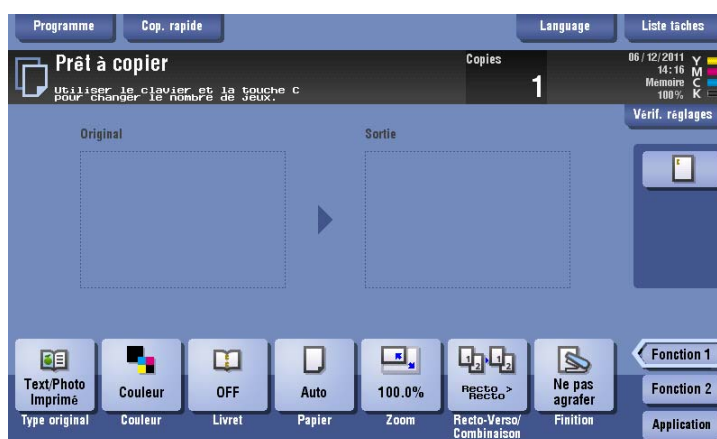 Programme
Cop. rapide
Language
Liste tâches
Prêt à copier
Copies
1
Utiliser le clavier et la touche C
pour changer le nombre de jeux.
06/12/2011
14:16
Mémoire
100%
Y
M
C
K
Vérif. réglages
Original
Sortie
Text/Photo
Imprimé
Couleur
OFF
Auto
100.0%
Recto >
Recto
Ne pas
agrafer
Type original
Couleur
Livret
Papier
Zoom
Recto-Verso/
Combinaison
Finition
Fonction 1
Fonction 2
Application